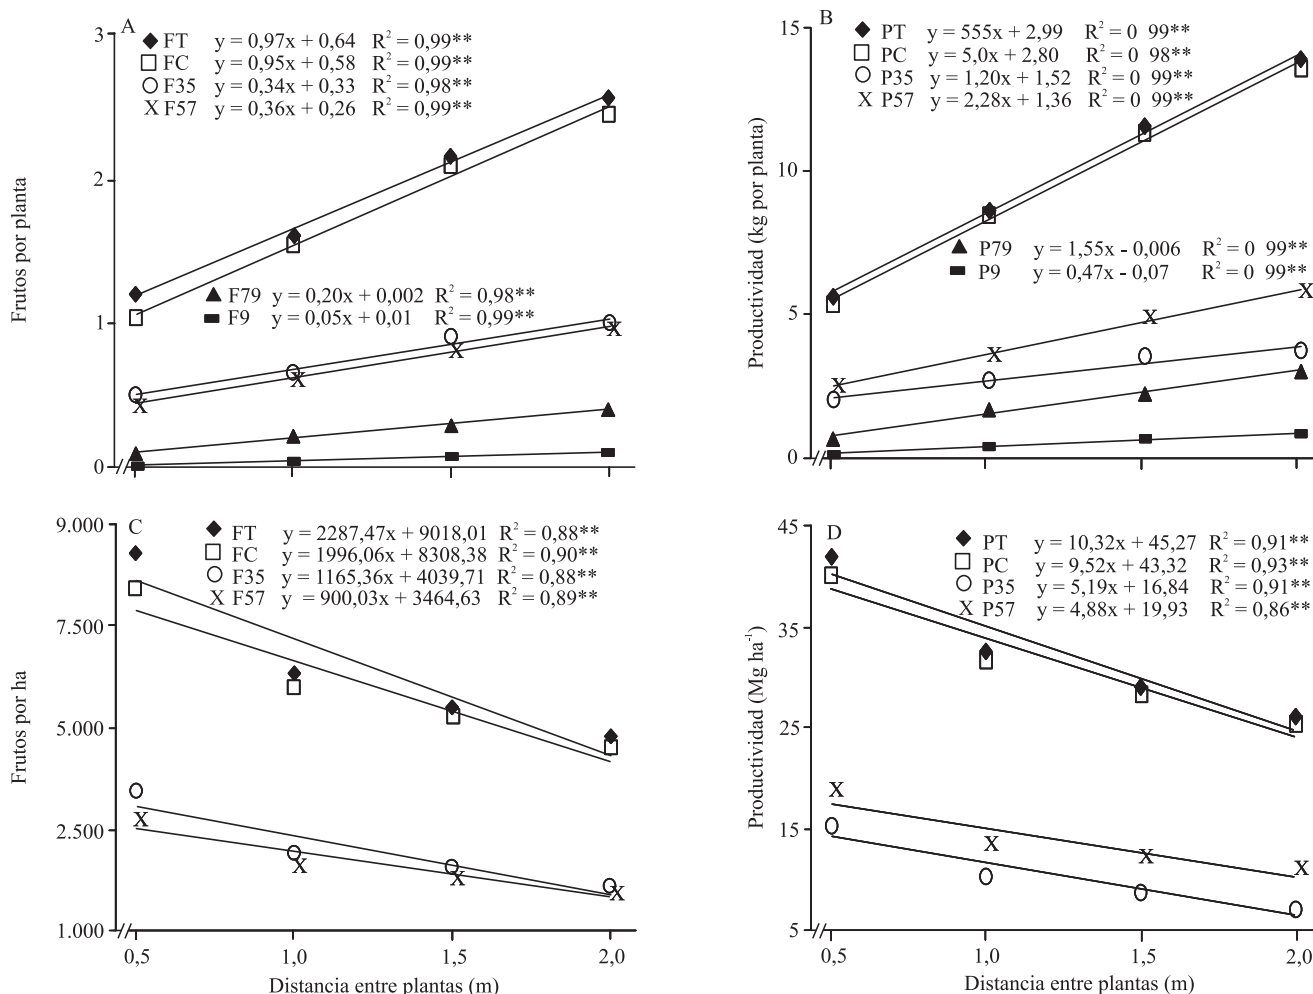 A
3
FT y = 0,97x + 0,64 R² = 0,99**
FC y = 0,95x + 0,58 R² = 0,99**
F35 y = 0,34x + 0,33 R² = 0,98**
X F57 y = 0,36x + 0,26 R² = 0,99**
2
F79 y = 0,20x + 0,002 R² = 0,98**
F9 y = 0,05x + 0,01 R² = 0,99**
1
0
Frutos por planta
B
15
PT y = 555x + 2,99 R² = 0 99**
PC y = 5,0x + 2,80 R² = 0 98**
P35 y = 1,20x + 1,52 R² = 0 99**
X P57 y = 2,28x + 1,36 R² = 0 99**
10
P79 y = 1,55x - 0,006 R² = 0 99**
P9 y = 0,47x - 0,07 R² = 0 99**
5
0
Productividad (kg por planta)
C
9.000
FT y = 2287,47x + 9018,01 R² = 0,88**
FC y = 1996,06x + 8308,38 R² = 0,90**
F35 y = 1165,36x + 4039,71 R² = 0,88**
X F57 y = 900,03x + 3464,63 R² = 0,89**
7.500
5.000
2.500
1.000
Frutos por ha
0,5 1,0 1,5 2,0
Distancia entre plantas (m)
D
45
PT y = 10,32x + 45,27 R² = 0,91**
PC y = 9,52x + 43,32 R² = 0,93**
P35 y = 5,19x + 16,84 R² = 0,91**
X P57 y = 4,88x + 19,93 R² = 0,86**
35
25
15
5
Productividad (Mg ha⁻¹)
0,5 1,0 1,5 2,0
Distancia entre plantas (m)